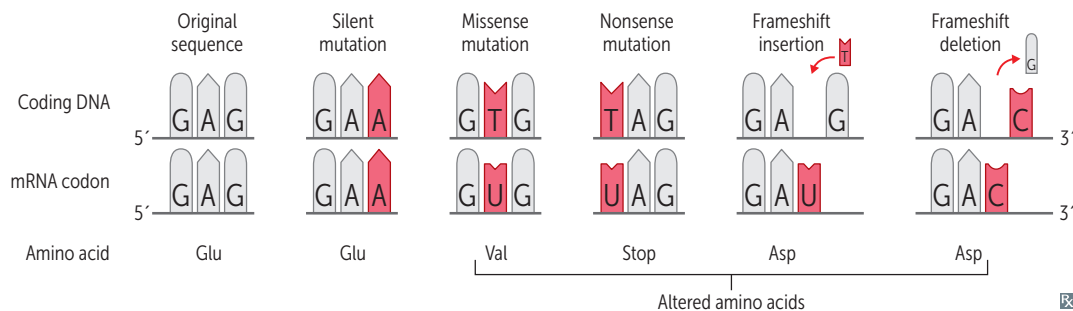 Original sequence
Silent mutation
Missense mutation
Nonsense mutation
Frameshift insertion
Frameshift deletion
T
G
Coding DNA
5´ G A G G A A G T G T A G G A G G A C 3´
mRNA codon
5´ G A G G A A G U G U A G G A U G A C 3´
Amino acid Glu Glu Val Stop Asp Asp
Altered amino acids
Rx